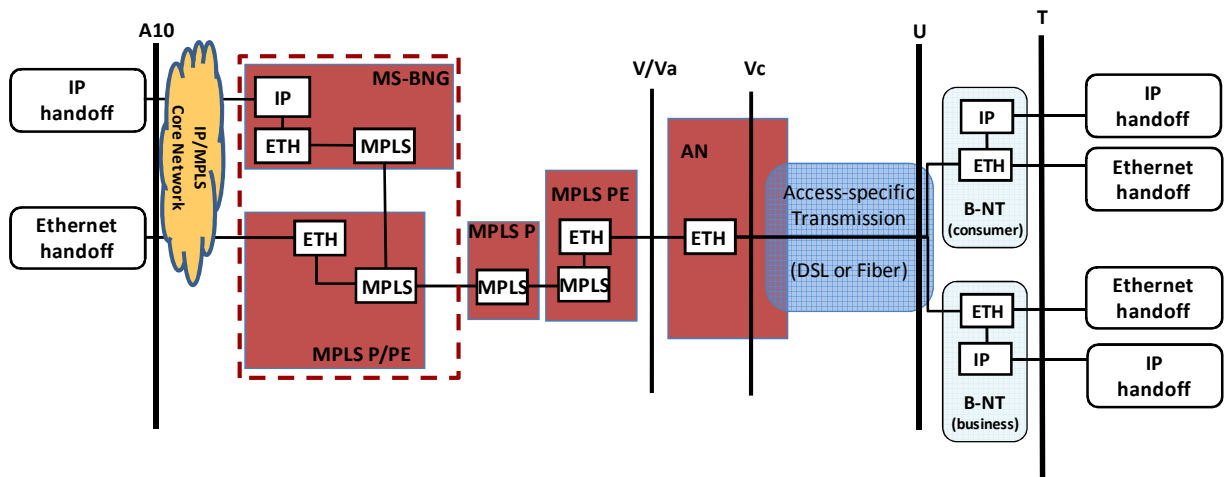 A10
U
T
V/Va
Vc
IP
handoff
IP/MPLS
Core Network
MS-BNG
IP
ETH
MPLS
Ethernet
handoff
ETH
MPLS
MPLS P/PE
MPLS P
MPLS
MPLS PE
ETH
MPLS
AN
ETH
Access-specific
Transmission
(DSL or Fiber)
IP
ETH
B-NT
(consumer)
IP
handoff
Ethernet
handoff
ETH
IP
B-NT
(business)
Ethernet
handoff
IP
handoff